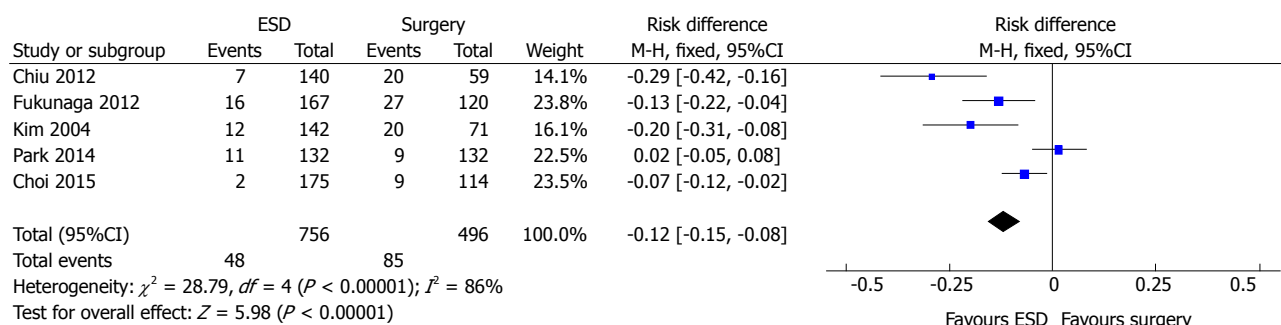 ESD Surgery Risk difference Risk difference
Study or subgroup Events Total Events Total Weight M-H, fixed, 95%CI M-H, fixed, 95%CI
Chiu 2012 7 140 20 59 14.1% -0.29 [-0.42, -0.16]
Fukunaga 2012 16 167 27 120 23.8% -0.13 [-0.22, -0.04]
Kim 2004 12 142 20 71 16.1% -0.20 [-0.31, -0.08]
Park 2014 11 132 9 132 22.5% 0.02 [-0.05, 0.08]
Choi 2015 2 175 9 114 23.5% -0.07 [-0.12, -0.02]
Total (95%CI) 756 496 100.0% -0.12 [-0.15, -0.08]
Total events 48 85
Heterogeneity: χ² = 28.79, df = 4 (P < 0.00001); I² = 86%
Test for overall effect: Z = 5.98 (P < 0.00001)
-0.5 -0.25 0 0.25 0.5
Favours ESD Favours surgery